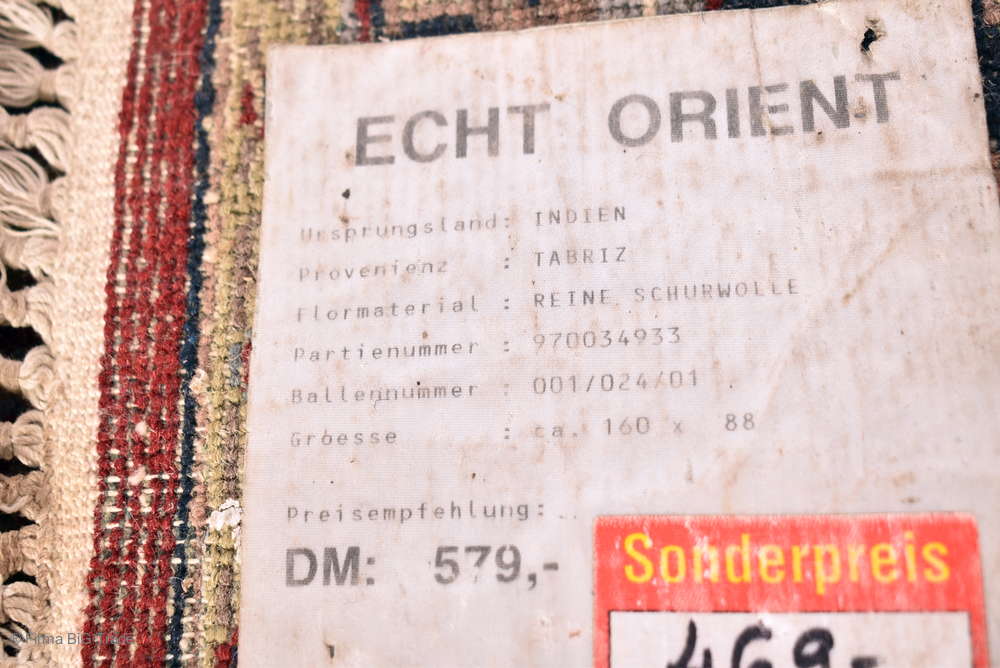 ECHT ORIENT
Ursprungsland: INDIEN
Provenienz : TABRIZ
Flormaterial : REINE SCHURWOLLE
Partienummer : 970034933
Ballennummer : 001/024/01
Groesse : ca. 160 x 88
Preisempfehlung:
DM: 579,-
Sonderpreis
469,-